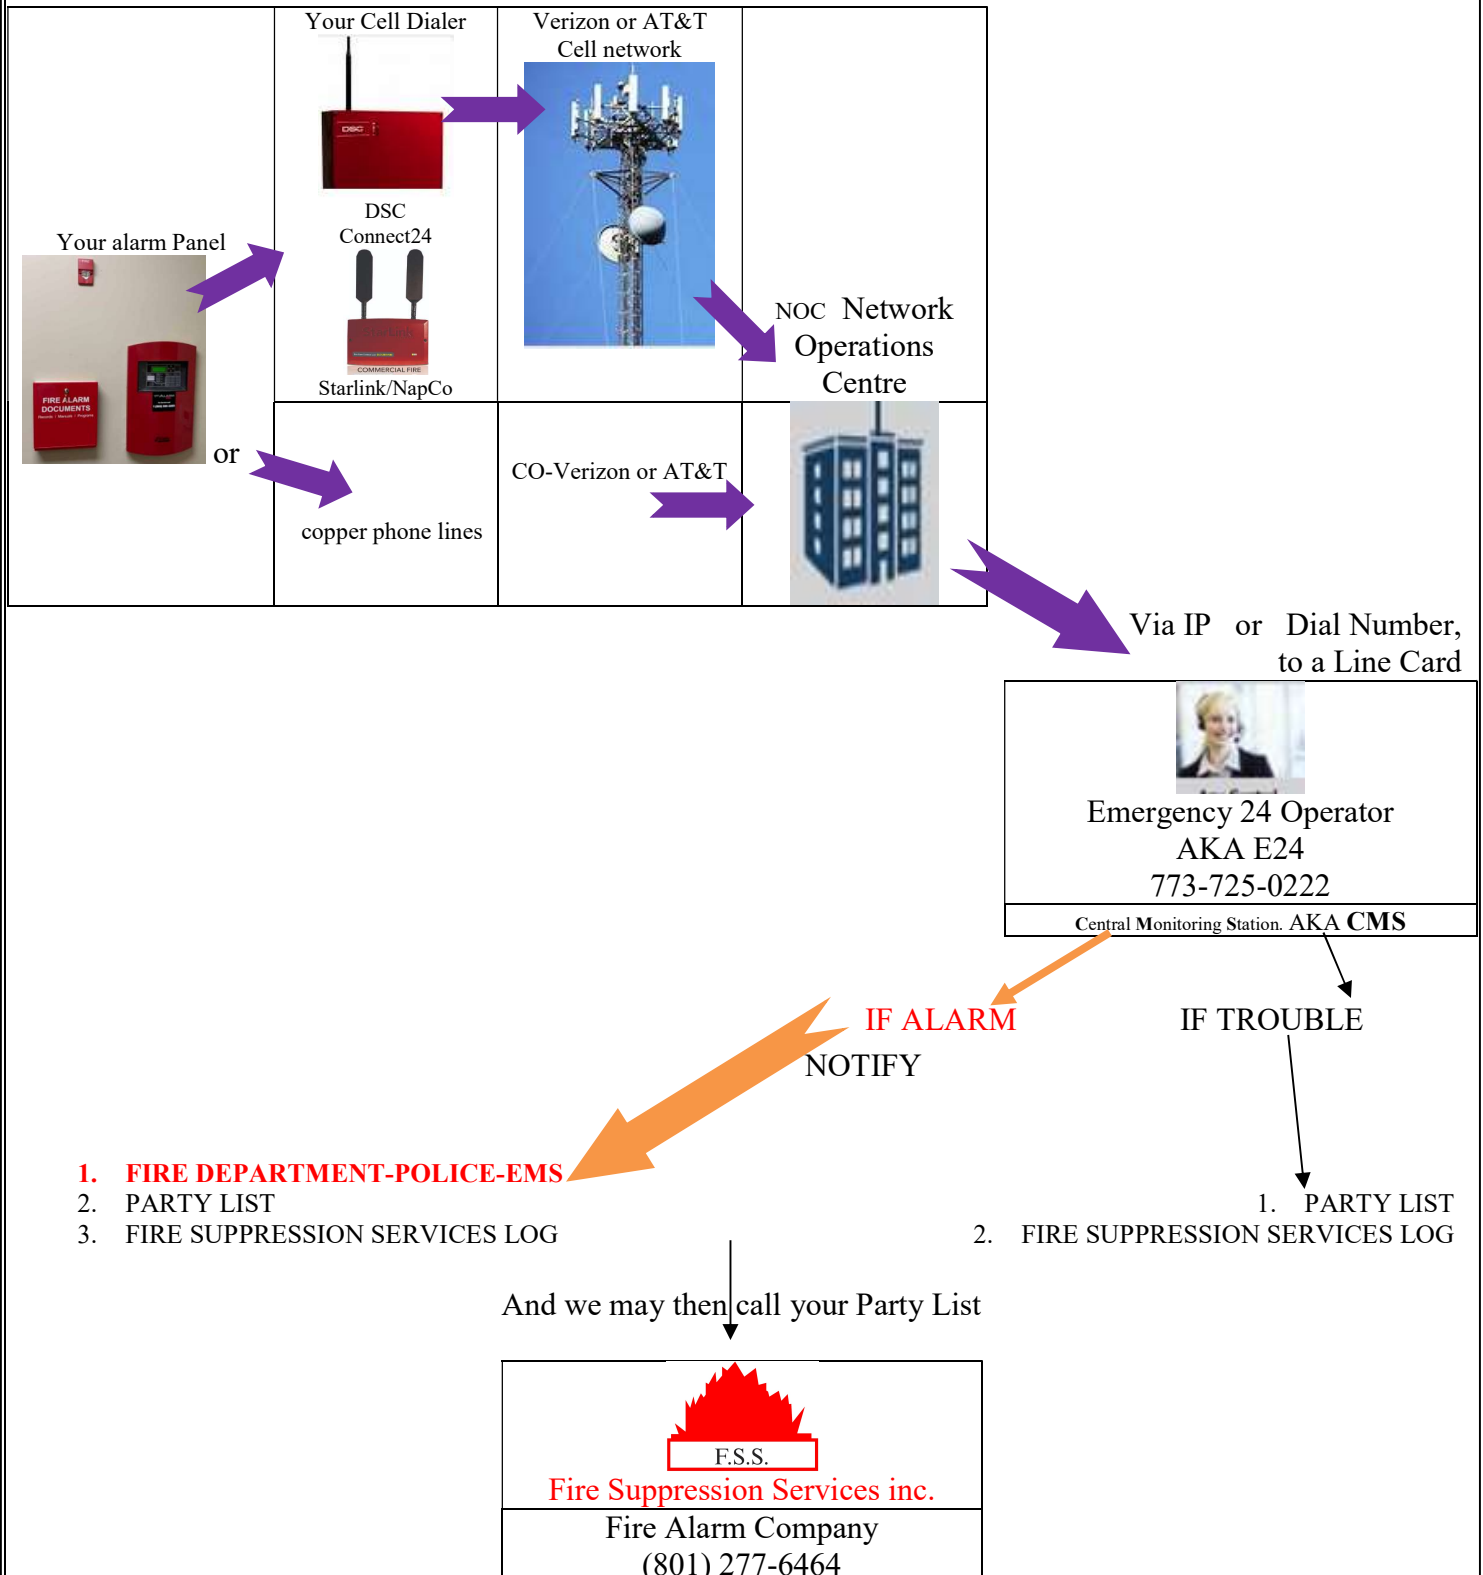 Your Cell Dialer
Verizon or AT&T
Cell network
DSC
DSC
Connect24
Your alarm Panel
COMMERCIAL FIRE
Starlink/NapCo
NOC Network
Operations
Centre
FIRE ALARM
DOCUMENTS
or
copper phone lines
CO-Verizon or AT&T
Via IP or Dial Number,
to a Line Card
Emergency 24 Operator
AKA E24
773-725-0222
Central Monitoring Station. AKA CMS
IF ALARM
IF TROUBLE
NOTIFY
1. FIRE DEPARTMENT-POLICE-EMS
2. PARTY LIST
3. FIRE SUPPRESSION SERVICES LOG
1. PARTY LIST
2. FIRE SUPPRESSION SERVICES LOG
And we may then call your Party List
F.S.S.
Fire Suppression Services inc.
Fire Alarm Company
(801) 277-6464